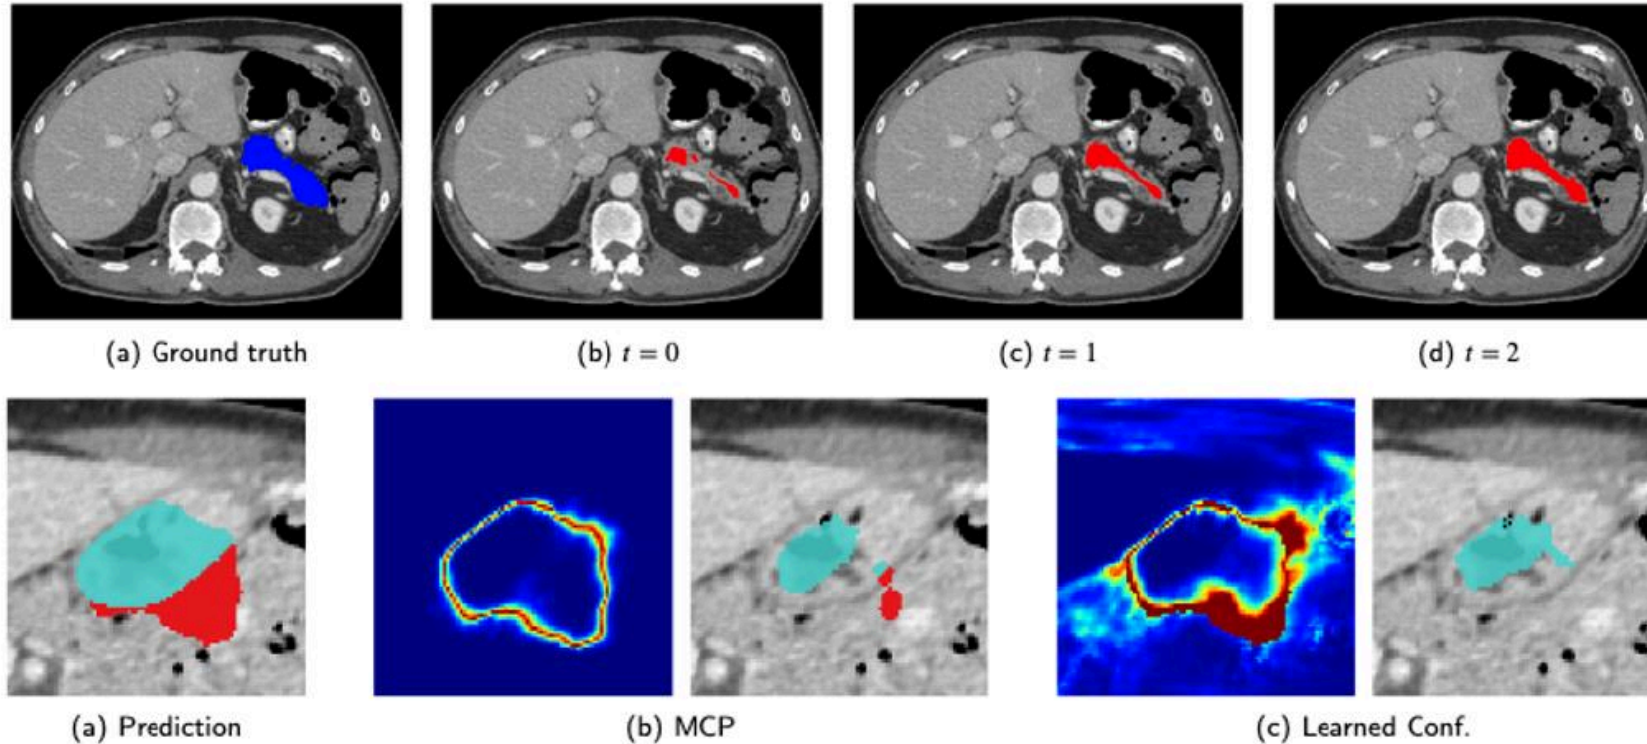 (a) Ground truth
(b) t = 0
(c) t = 1
(d) t = 2
(a) Prediction
(b) MCP
(c) Learned Conf.